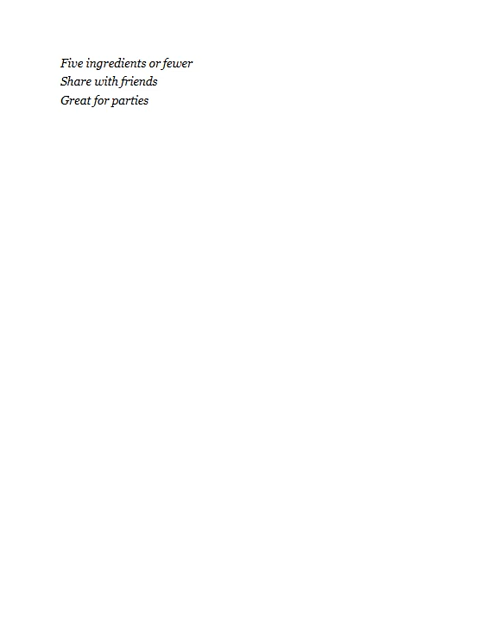 Five ingredients or fewer
Share with friends
Great for parties